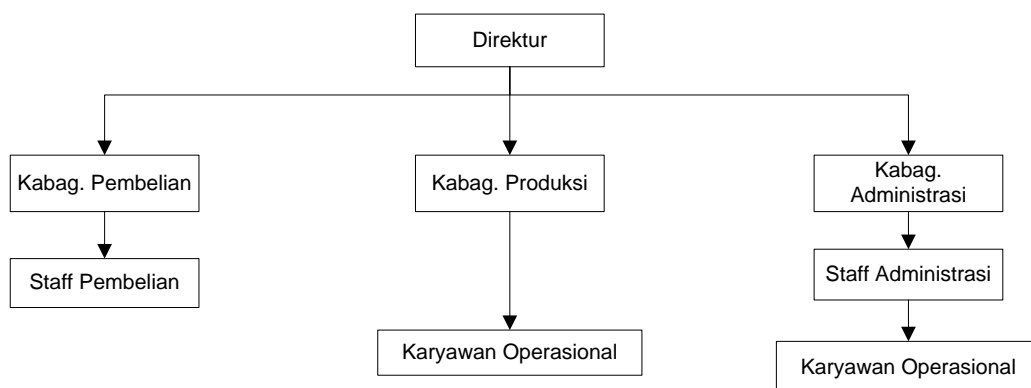 Direktur
Kabag. Pembelian
Kabag. Produksi
Kabag.
Administrasi
Staff Pembelian
Staff Administrasi
Karyawan Operasional
Karyawan Operasional